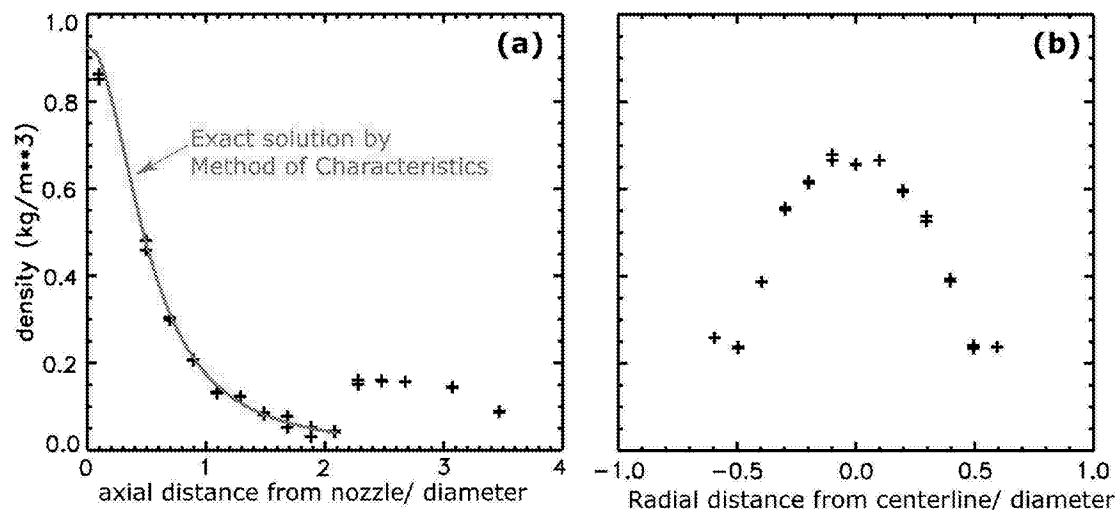 (a)
1.0
0.8
0.6
0.4
0.2
0.0
density (kg/m**3)
Exact solution by
Method of Characteristics
0 1 2 3 4
axial distance from nozzle/ diameter
(b)
-1.0 -0.5 0.0 0.5 1.0
Radial distance from centerline/ diameter